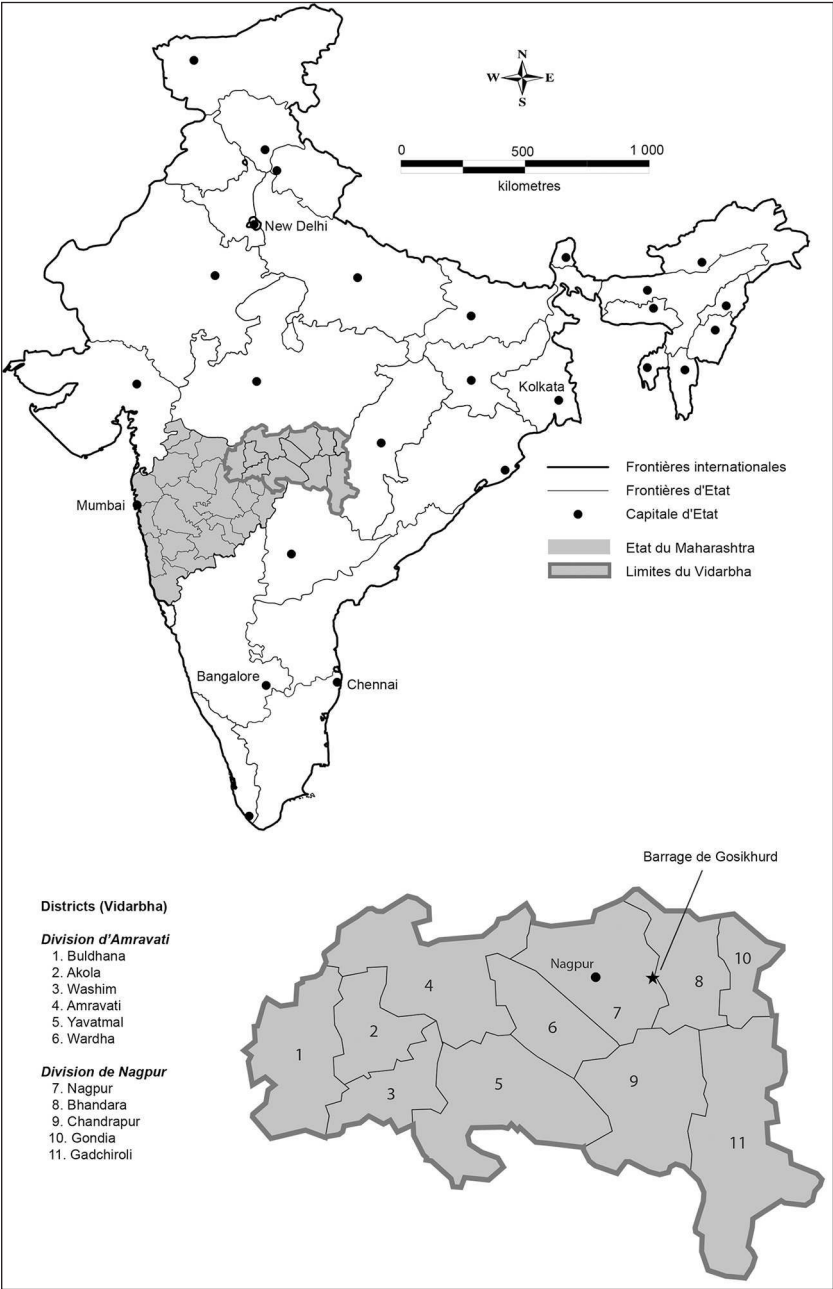 N
W E
S
0 500 1 000
kilometres
New Delhi
Kolkata
Mumbai
Bangalore
Chennai
Frontières internationales
Frontières d'Etat
Capitale d'Etat
Etat du Maharashtra
Limites du Vidarbha
Barrage de Gosikhurd
Districts (Vidarbha)
Division d'Amravati
1. Buldhana
2. Akola
3. Washim
4. Amravati
5. Yavatmal
6. Wardha
Division de Nagpur
7. Nagpur
8. Bhandara
9. Chandrapur
10. Gondia
11. Gadchiroli
Nagpur
1
2
3
4
5
6
7
8
9
10
11